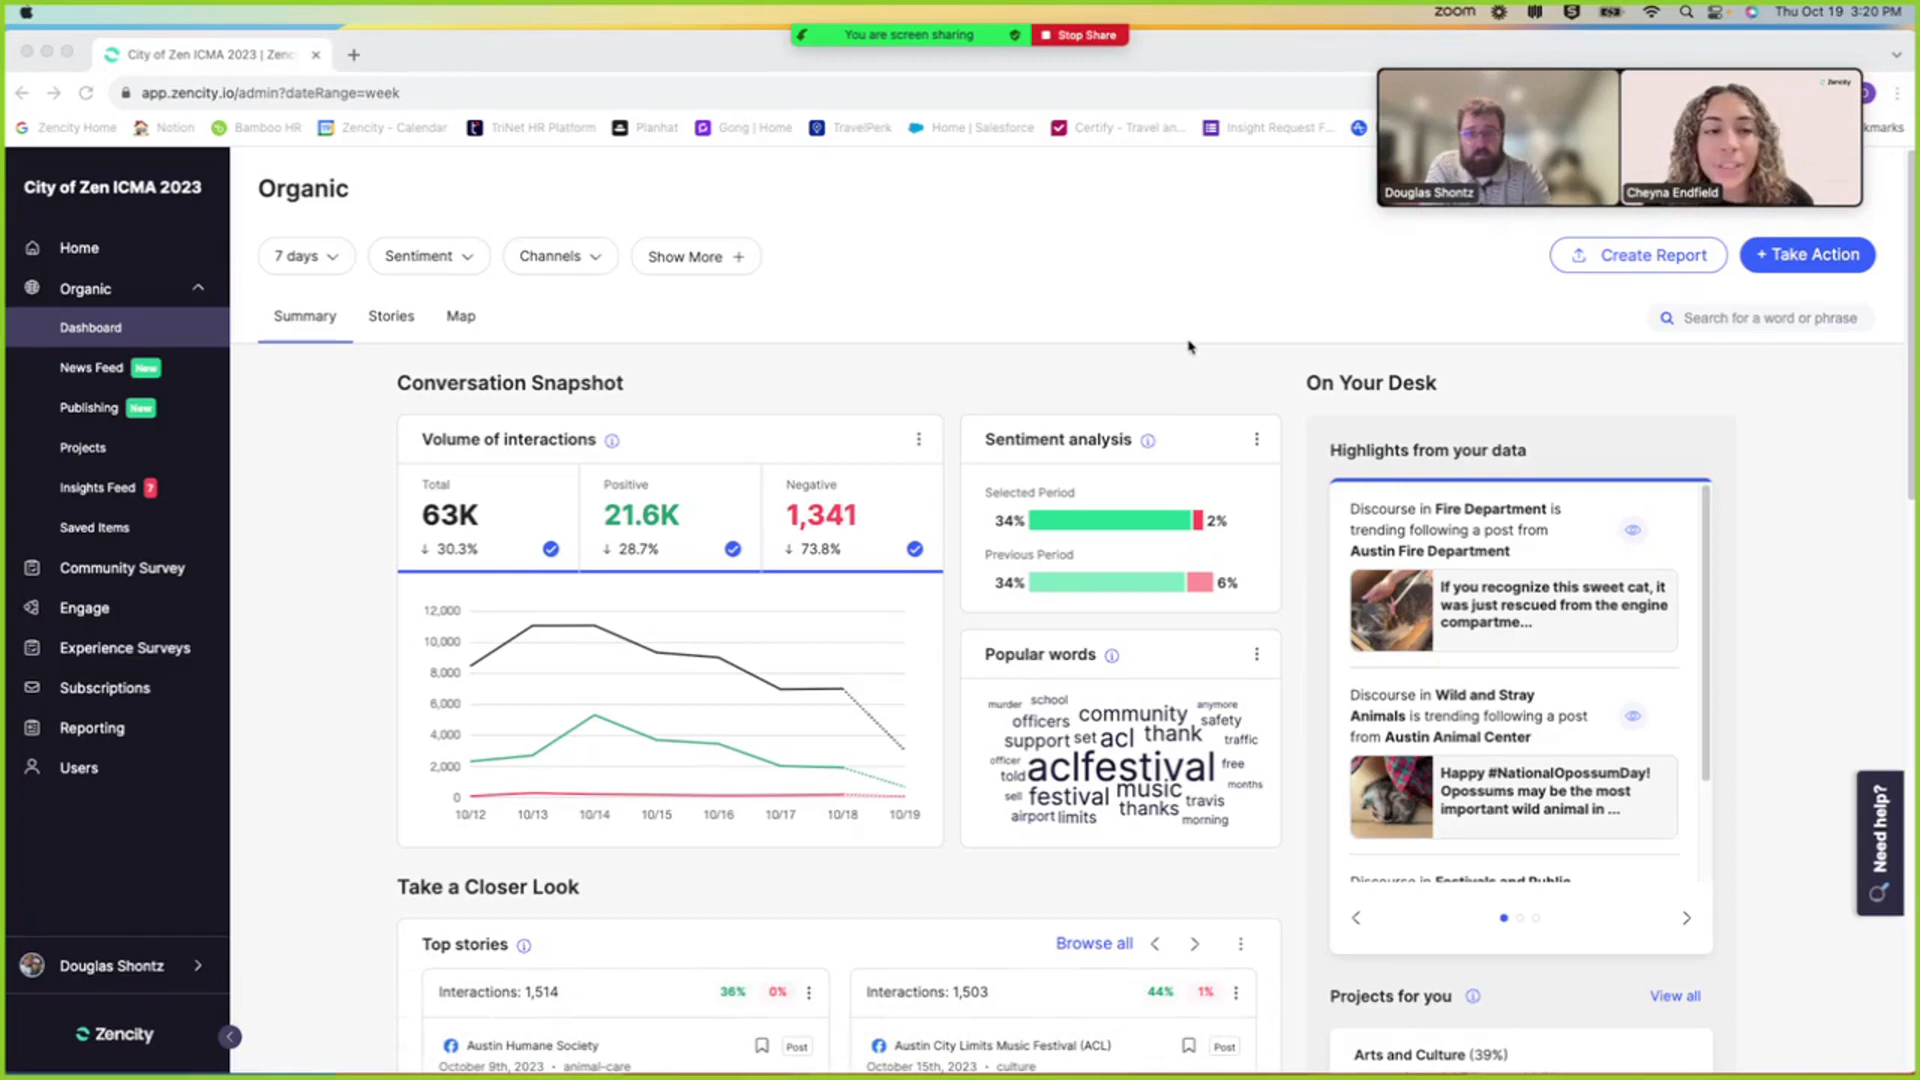 zoom
Thu Oct 19 3:20 PM
You are screen sharing
Stop Share
City of Zen ICMA 2023 | Zenc
app.zencity.io/admin?dateRange=week
Zencity Home
Notion
Bamboo HR
Zencity - Calendar
TriNet HR Platform
Planhat
Gong | Home
TravelPerk
Home | Salesforce
Certify - Travel an...
Insight Request F...
kmarks
Zencity
Douglas Shontz
Cheyna Endfield
City of Zen ICMA 2023
Home
Organic
Dashboard
News Feed New
Publishing New
Projects
Insights Feed 7
Saved Items
Community Survey
Engage
Experience Surveys
Subscriptions
Reporting
Users
Douglas Shontz
Zencity
Organic
7 days
Sentiment
Channels
Show More +
Create Report
+ Take Action
Summary
Stories
Map
Search for a word or phrase
Conversation Snapshot
Volume of interactions
Total
63K
↓ 30.3%
Positive
21.6K
↓ 28.7%
Negative
1,341
↓ 73.8%
12,000
10,000
8,000
6,000
4,000
2,000
0
10/12 10/13 10/14 10/15 10/16 10/17 10/18 10/19
Sentiment analysis
Selected Period
34% 2%
Previous Period
34% 6%
Popular words
murder school anymore
officers community safety
support set acl thank traffic
officer told aclfestival free
sell festival music months
thanks travis
airport limits morning
On Your Desk
Highlights from your data
Discourse in Fire Department is
trending following a post from
Austin Fire Department
If you recognize this sweet cat, it
was just rescued from the engine
compartme...
Discourse in Wild and Stray
Animals is trending following a post
from Austin Animal Center
Happy #NationalOpossumDay!
Opossums may be the most
important wild animal in ...
Discourse in Festivals and Public
Need help?
Take a Closer Look
Top stories
Browse all
Interactions: 1,514
36% 0%
Austin Humane Society
Post
October 9th, 2023 • animal-care
Interactions: 1,503
44% 1%
Austin City Limits Music Festival (ACL)
Post
October 15th, 2023 • culture
Projects for you
View all
Arts and Culture (39%)